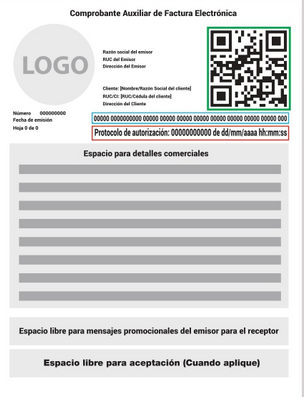 Comprobante Auxiliar de Factura Electrónica
LOGO
Razón social del emisor
RUC del Emisor
Dirección del Emisor
Cliente: [Nombre/Razón Social del cliente]
RUC/CI: [RUC/Cedula del cliente]
Dirección del Cliente
Número 000000000
Fecha de emisión
Hoja 0 de 0
00000 0000000000 00000 00000 00000 00000 00000 00000 00000 00000 000
Protocolo de autorización: 00000000000 de dd/mm/aaaa hh:mm:ss
Espacio para detalles comerciales
Espacio libre para mensajes promocionales del emisor para el receptor
Espacio libre para aceptación (Cuando aplique)